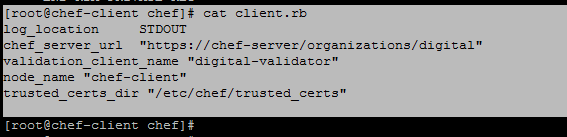 [root@chef-client chef]# cat client.rb
log_location     STDOUT
chef_server_url  "https://chef-server/organizations/digital"
validation_client_name "digital-validator"
node_name "chef-client"
trusted_certs_dir "/etc/chef/trusted_certs"
[root@chef-client chef]#